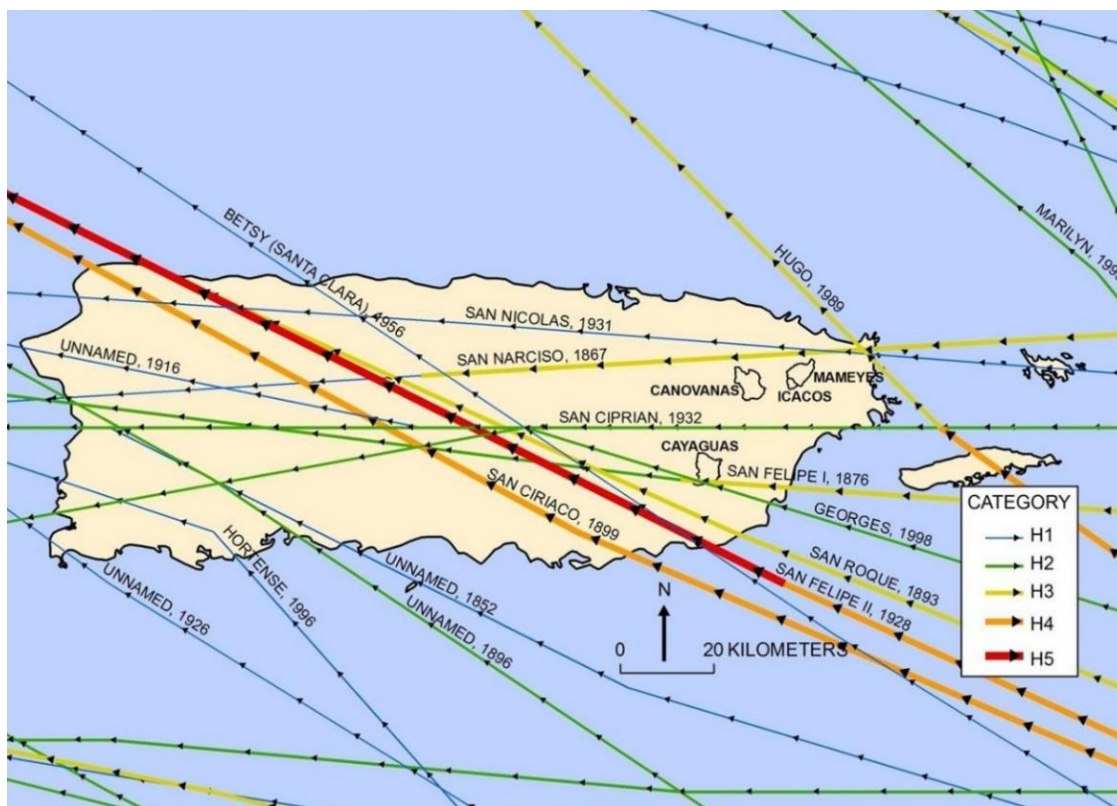 HUGO, 1989
MARILYN, 199
BETSY (SANTA CLARA), 4956
SAN NICOLAS, 1931
UNNAMED, 1916
SAN NARCISO, 1867
MAMEYES
CANOVANAS
ICACOS
SAN CIPRIAN, 1932
CAYAGUAS
SAN FELIPE I, 1876
SAN CIRIACO, 1899
GEORGES, 1998
HORTENSE, 1996
SAN ROQUE, 1893
UNNAMED, 1926
UNNAMED, 1852
SAN FELIPE II, 1928
UNNAMED, 1896
N
0 20 KILOMETERS
CATEGORY
H1
H2
H3
H4
H5